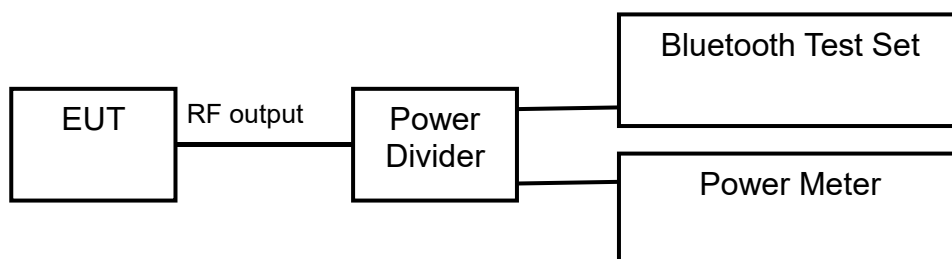 EUT
RF output
Power
Divider
Bluetooth Test Set
Power Meter